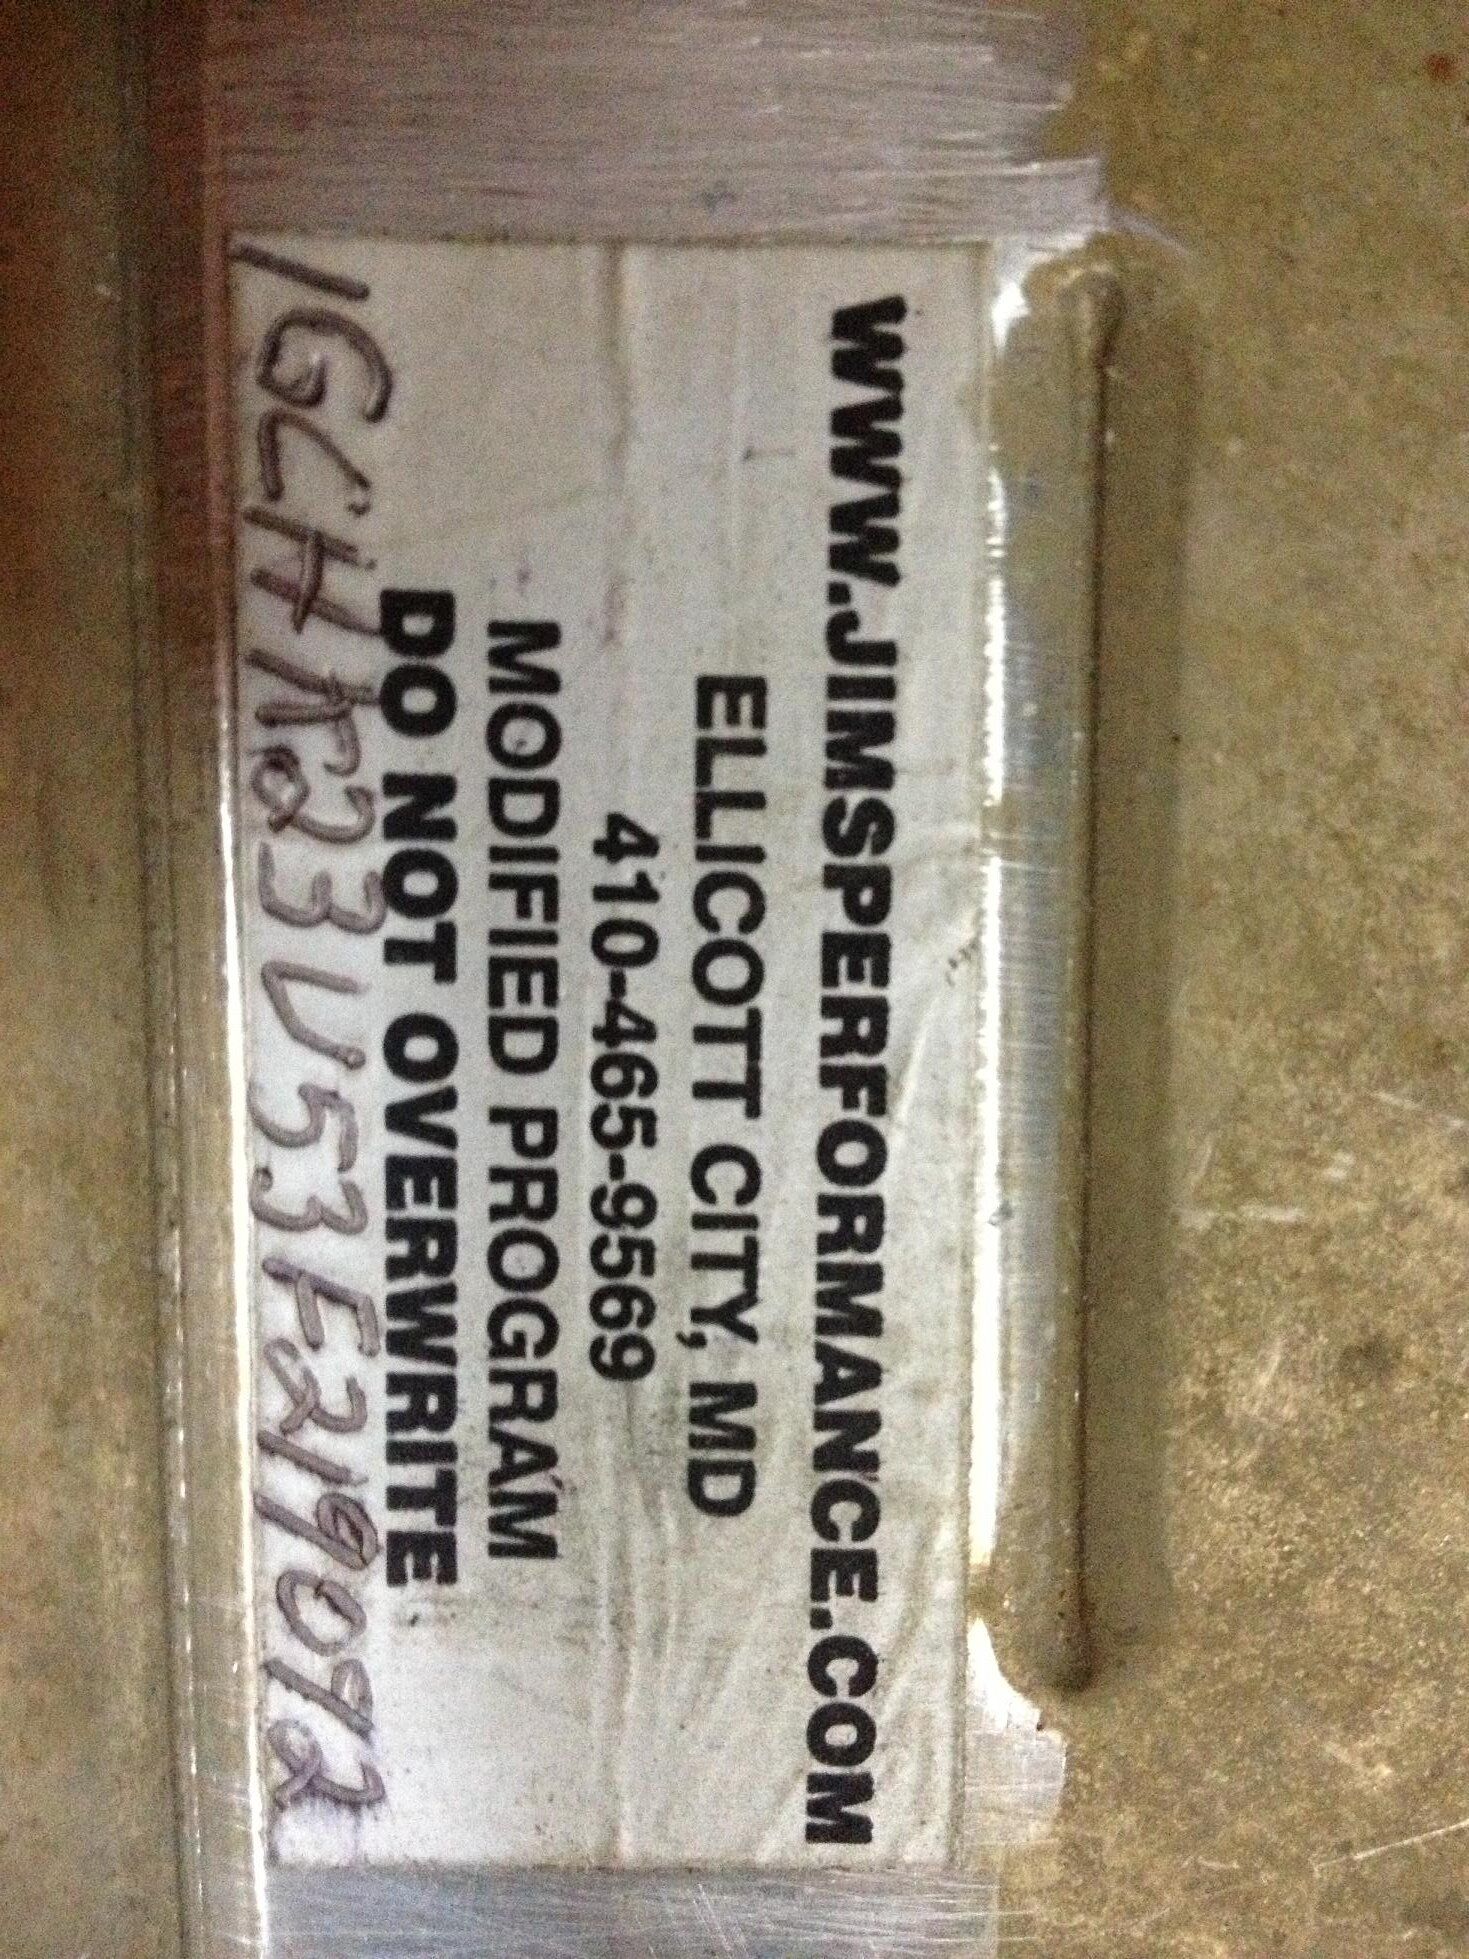 WWW.JIMSPERFORMANCE.COM
ELLICOTT CITY, MD
410-465-9569
MODIFIED PROGRAM
DO NOT OVERWRITE
1GCHK23U53F219092